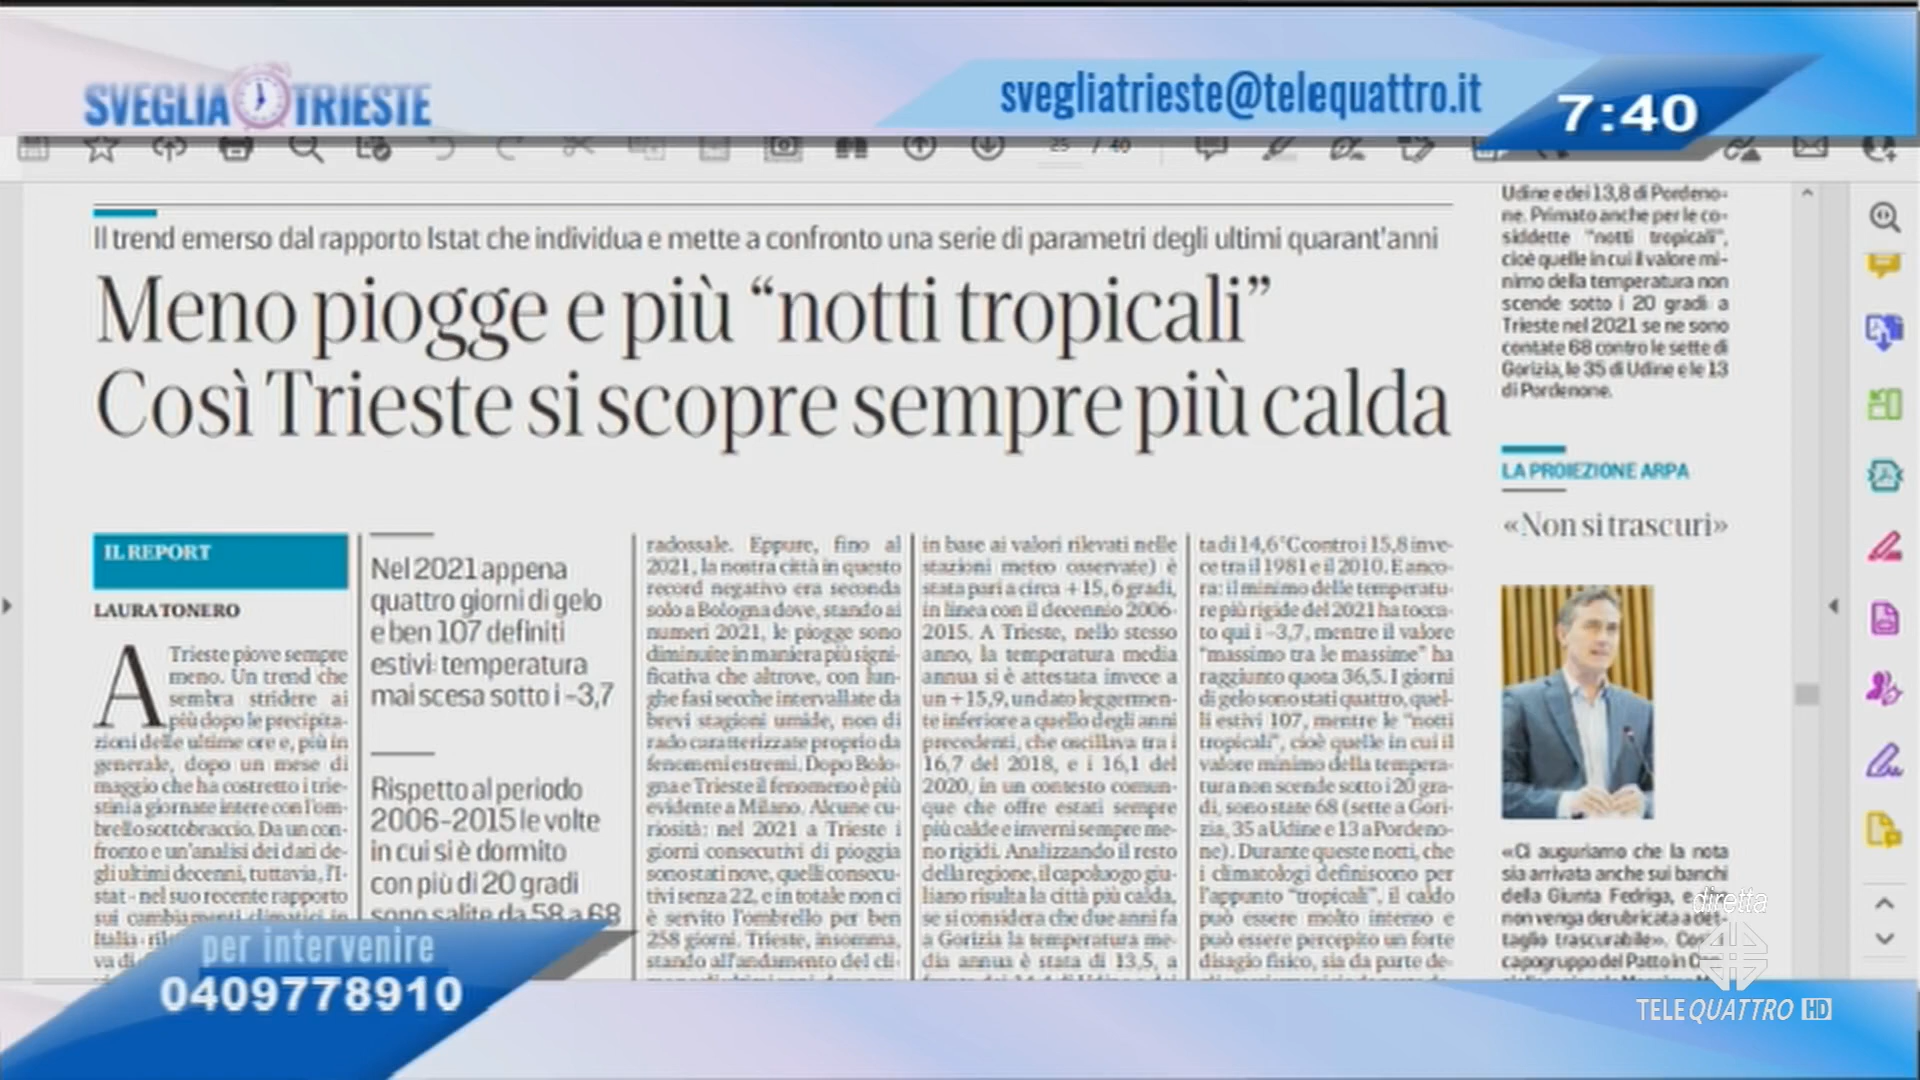 SVEGLIA TRIESTE
svegliatrieste@telequattro.it
7:40
25 / 40
Il trend emerso dal rapporto Istat che individua e mette a confronto una serie di parametri degli ultimi quarant'anni
Meno piogge e più “notti tropicali”
Così Trieste si scopre sempre più calda
IL REPORT
LAURA TONERO
A Trieste piove sempre
meno. Un trend che
sembra stridere ai
più dopo le precipita-
zioni delle ultime ore e, più in
generale, dopo un mese di
maggio che ha costretto i trie-
stini a giornate intere con l'om-
brello sottobraccio. Da un con-
fronto e un'analisi dei dati de-
gli ultimi decenni, tuttavia, l'I-
stat - nel suo recente rapporto
sui cambiamenti climatici in
Italia
va di
Nel 2021 appena
quattro giorni di gelo
e ben 107 definiti
estivi: temperatura
mai scesa sotto i -3,7
Rispetto al periodo
2006-2015 le volte
in cui si è dormito
con più di 20 gradi
sono salite da 58 a 68
radossale. Eppure, fino al
2021, la nostra città in questo
record negativo era seconda
solo a Bologna dove, stando ai
numeri 2021, le piogge sono
diminuite in maniera più signi-
ficativa che altrove, con lun-
ghe fasi secche intervallate da
brevi stagioni umide, non di
rado caratterizzate proprio da
fenomeni estremi. Dopo Bolo-
gna e Trieste il fenomeno è più
evidente a Milano. Alcune cu-
riosità: nel 2021 a Trieste i
giorni consecutivi di pioggia
sono stati nove, quelli consecu-
tivi senza 22, e in totale non ci
è servito l'ombrello per ben
258 giorni. Trieste, insomma,
stando all'andamento del cli-
in base ai valori rilevati nelle
stazioni meteo osservate) è
stata pari a circa +15,6 gradi,
in linea con il decennio 2006-
2015. A Trieste, nello stesso
anno, la temperatura media
annua si è attestata invece a
un +15,9, un dato leggermen-
te inferiore a quello degli anni
precedenti, che oscillava tra i
16,7 del 2018, e i 16,1 del
2020, in un contesto comun-
que che offre estati sempre
più calde e inverni sempre me-
no rigidi. Analizzando il resto
della regione, il capoluogo giu-
liano risulta la città più calda,
se si considera che due anni fa
a Gorizia la temperatura me-
dia annua è stata di 13,5, a
ta di 14,6°C contro i 15,8 inve-
ce tra il 1981 e il 2010. E anco-
ra: il minimo delle temperatu-
re più rigide del 2021 ha tocca-
to qui i -3,7, mentre il valore
“massimo tra le massime” ha
raggiunto quota 36,5. I giorni
di gelo sono stati quattro, quel-
li estivi 107, mentre le “notti
tropicali”, cioè quelle in cui il
valore minimo della tempera-
tura non scende sotto i 20 gra-
di, sono state 68 (sette a Gori-
zia, 35 a Udine e 13 a Pordeno-
ne). Durante queste notti, che
i climatologi definiscono per
l'appunto “tropicali”, il caldo
può essere molto intenso e
può essere percepito un forte
disagio fisico, sia da parte de-
Udine e dei 13,8 di Pordeno-
ne. Primato anche per le co-
siddette “notti tropicali”,
cioè quelle in cui il valore mi-
nimo della temperatura non
scende sotto i 20 gradi: a
Trieste nel 2021 se ne sono
contate 68 contro le sette di
Gorizia, le 35 di Udine e le 13
di Pordenone.
LA PROIEZIONE ARPA
«Non si trascuri»
«Ci auguriamo che la nota
sia arrivata anche sui banchi
della Giunta Fedriga, e
non venga derubricata a det-
taglio trascurabile».
capogruppo del Patto in
per intervenire
0409778910
diretta
TELEQUATTRO HD